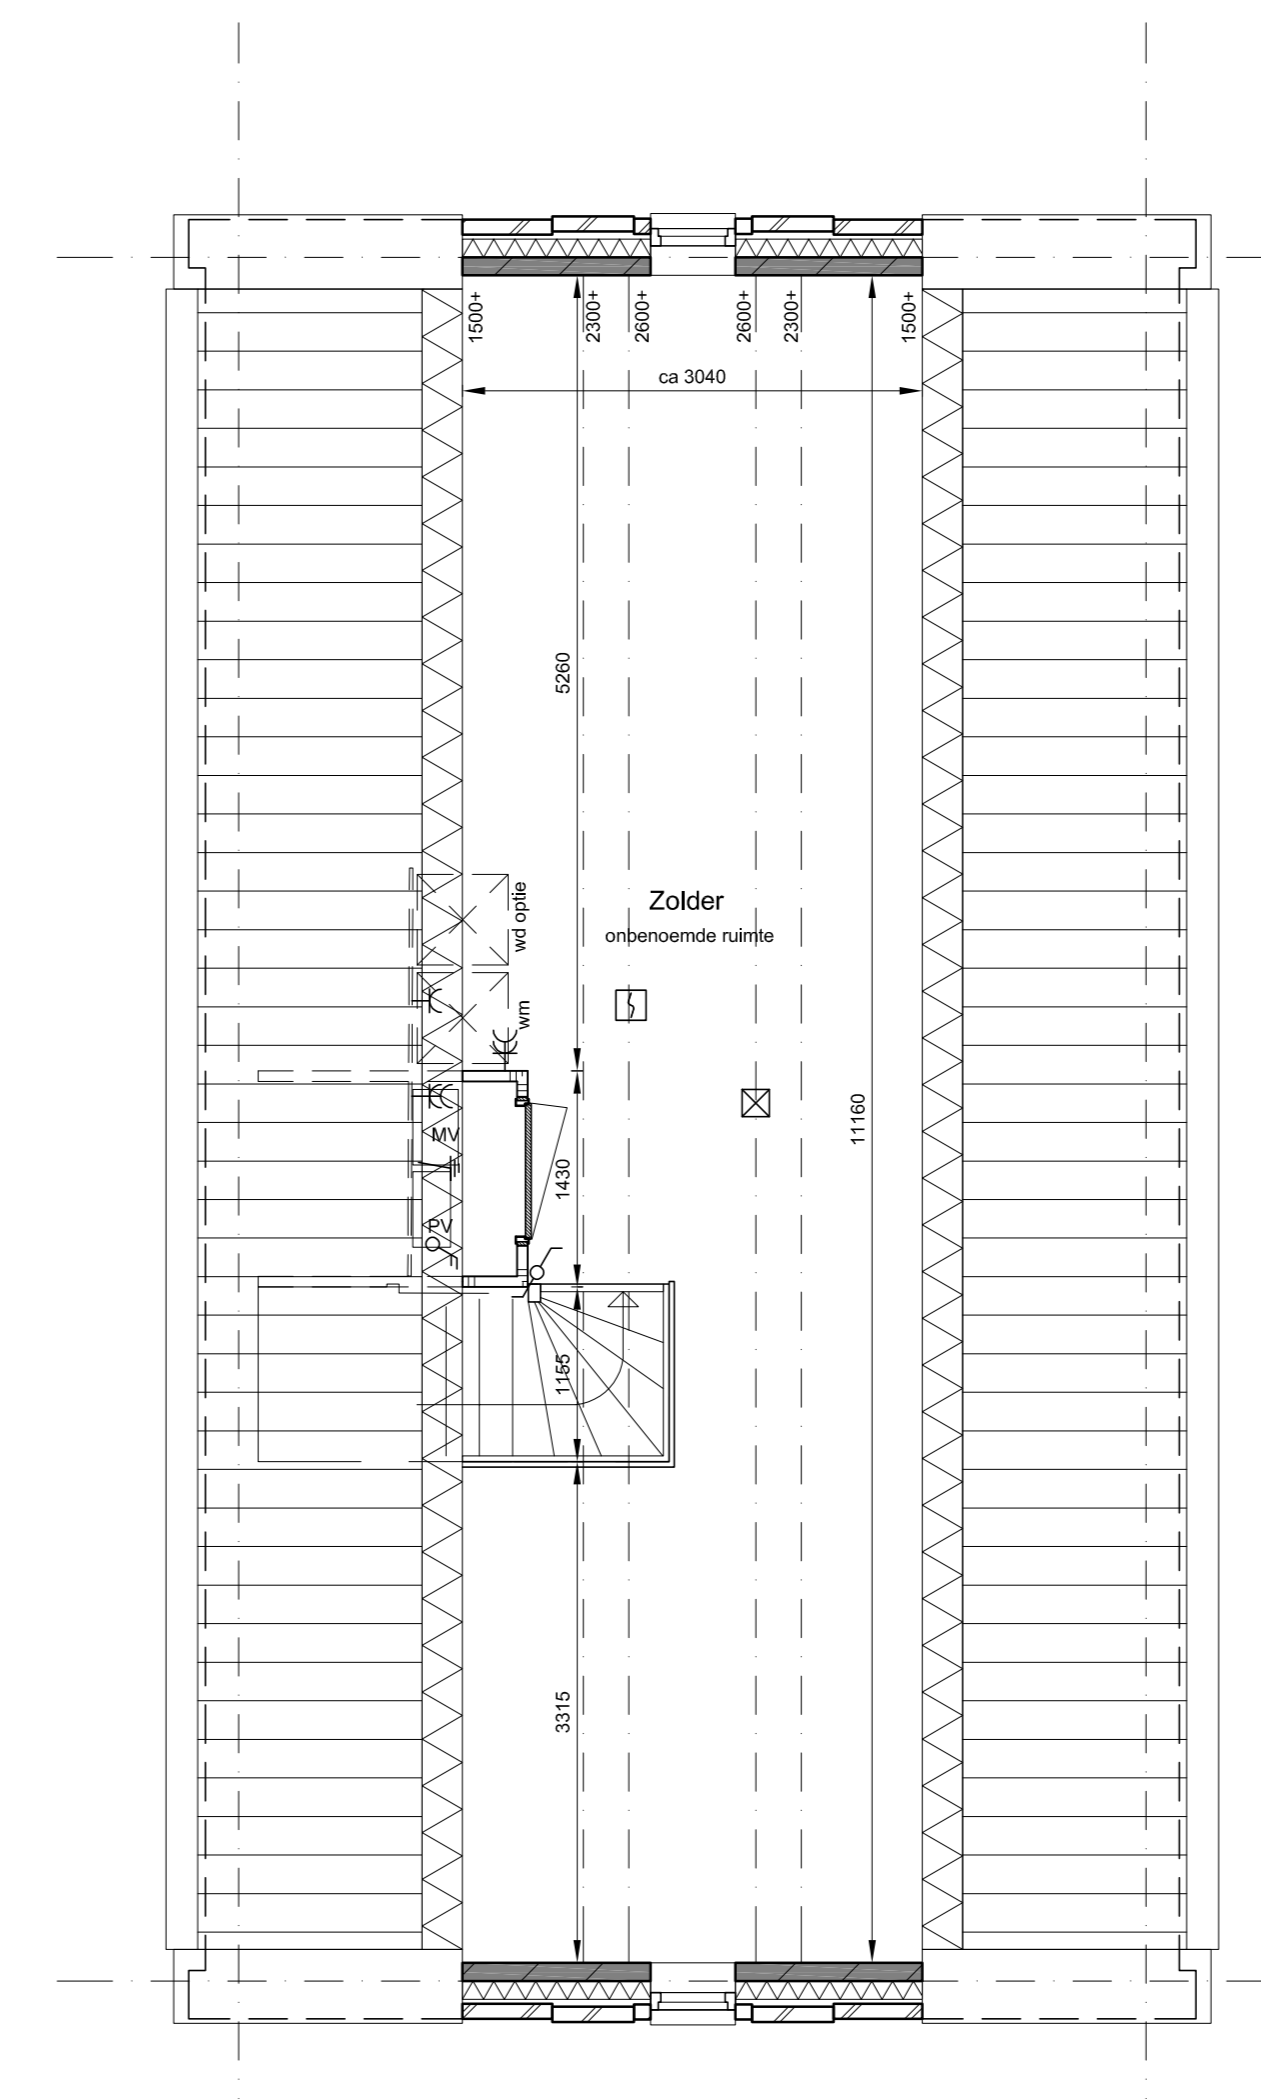 1500+
2300+
2600+
2600+
2300+
1500+
ca 3040
5260
Zolder
wd optie
onbenoemde ruimte
wm
11160
MV
1430
PV
1155
3315